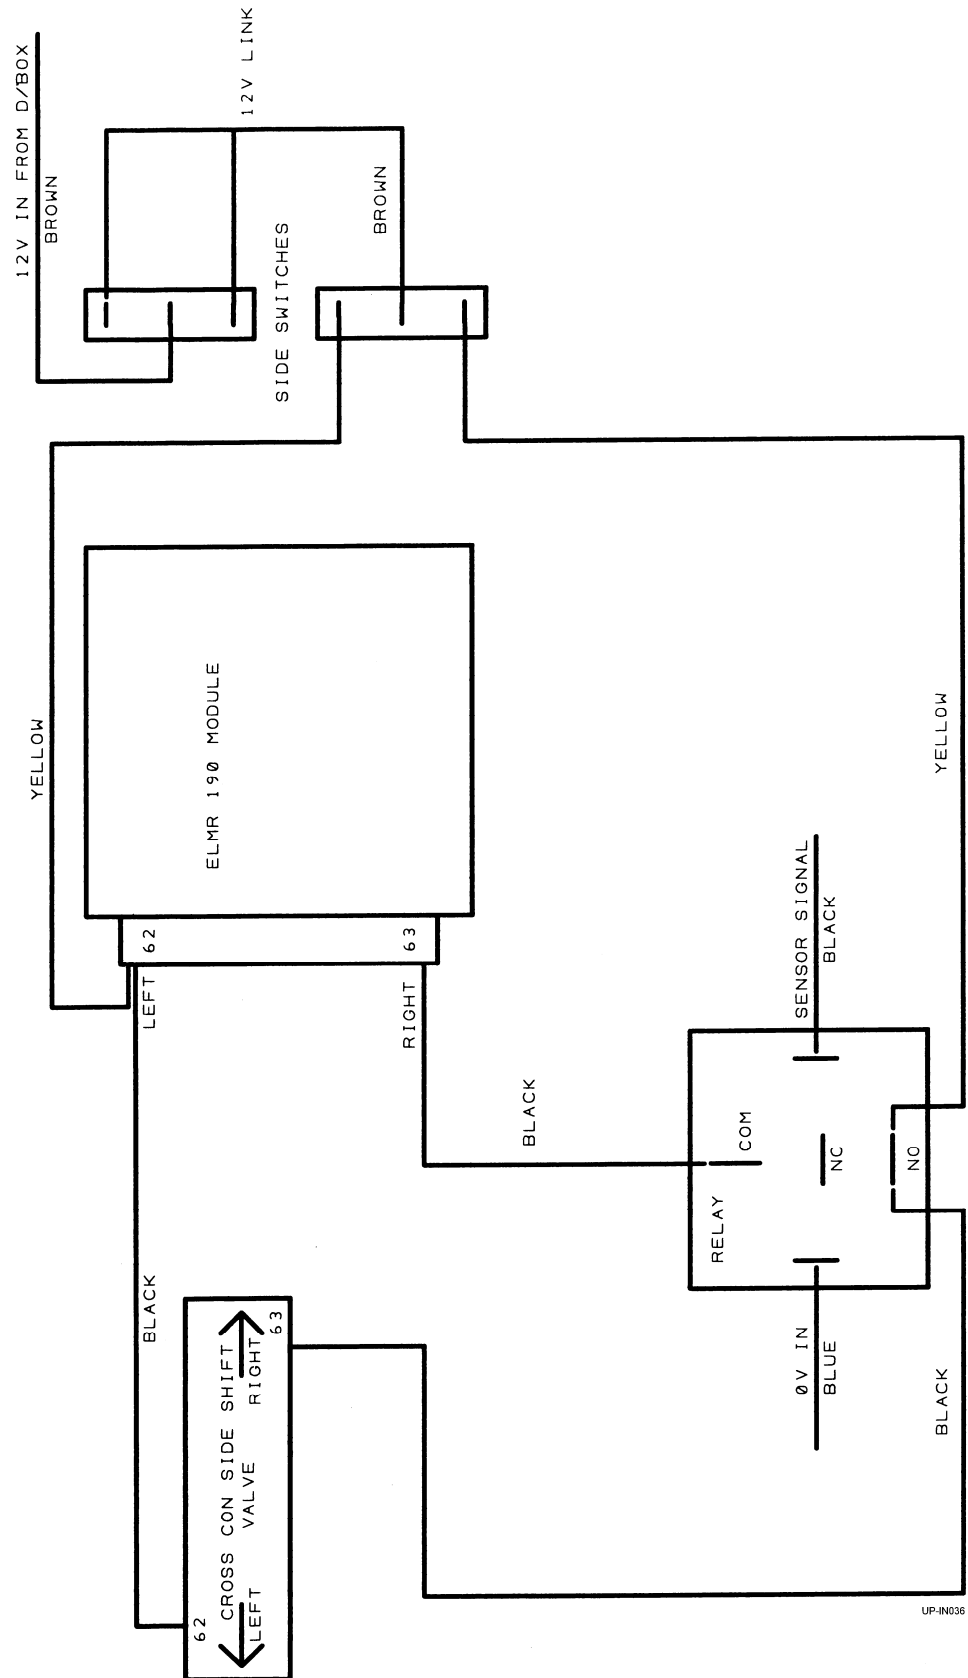 12V IN FROM D/BOX
BROWN
12V LINK
SIDE SWITCHES
BROWN
YELLOW
ELMR 190 MODULE
62
63
LEFT
RIGHT
BLACK
YELLOW
SENSOR SIGNAL
BLACK
COM
NC
NO
RELAY
0V IN
BLUE
BLACK
BLACK
CROSS CON SIDE SHIFT
VALVE
LEFT
RIGHT
62
63
UP-IN036